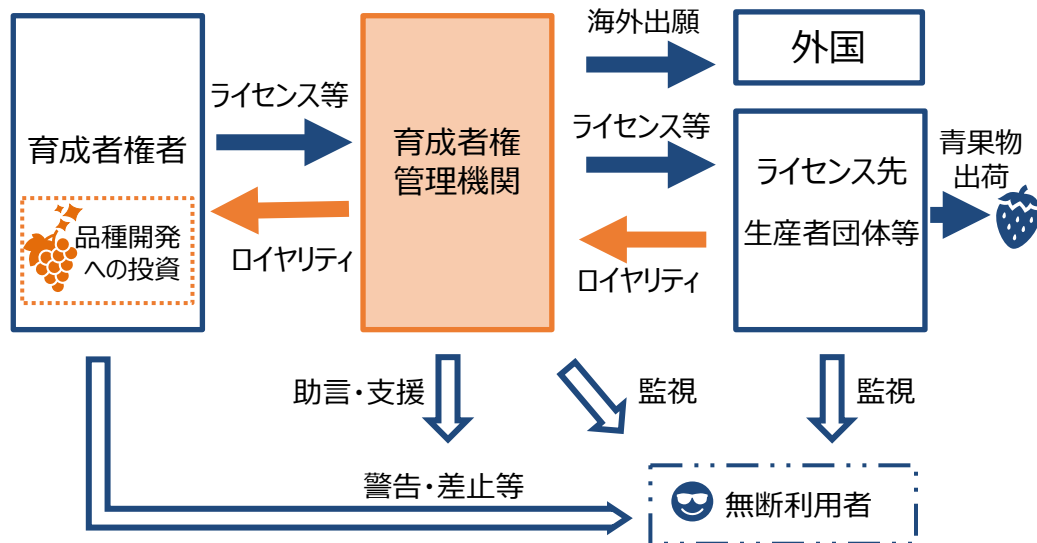 海外出願
外国
ライセンス等
ライセンス等
育成者権者
育成者権
管理機関
ライセンス先
生産者団体等
青果物
出荷
品種開発
への投資
ロイヤリティ
ロイヤリティ
助言・支援
監視
監視
警告・差止等
無断利用者